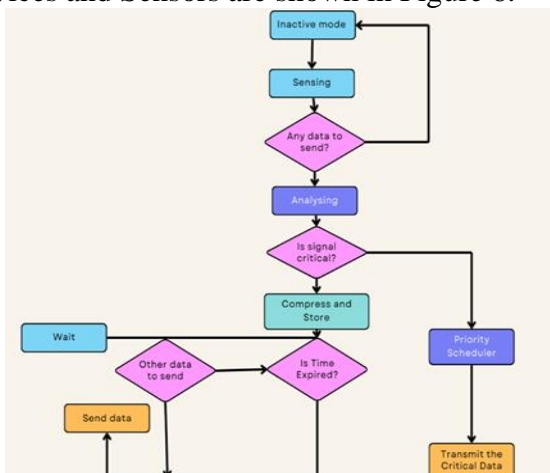 vices and Sensors are shown in Figure 6.
Inactive mode
Sensing
Any data to
send?
Analysing
Is signal
critical?
Compress and
Store
Wait
Other data
to send
Is Time
Expired?
Priority
Scheduler
Send data
Transmit the
Critical Data